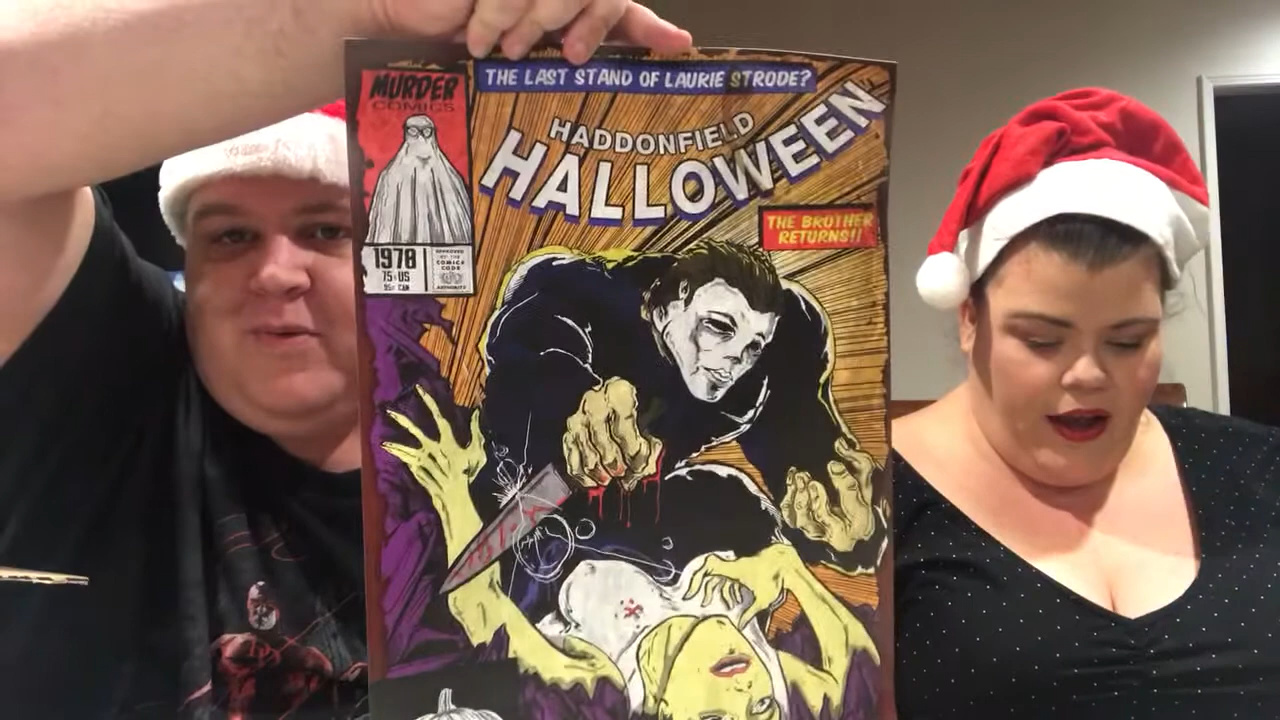 THE LAST STAND OF LAURIE STRODE?
MURDER
COMICS
HADDONFIELD
HALLOWEEN
THE BROTHER
RETURNS!!
1978
75¢ US
95¢ CAN
APPROVED
BY THE
COMICS
CODE
AUTHORITY